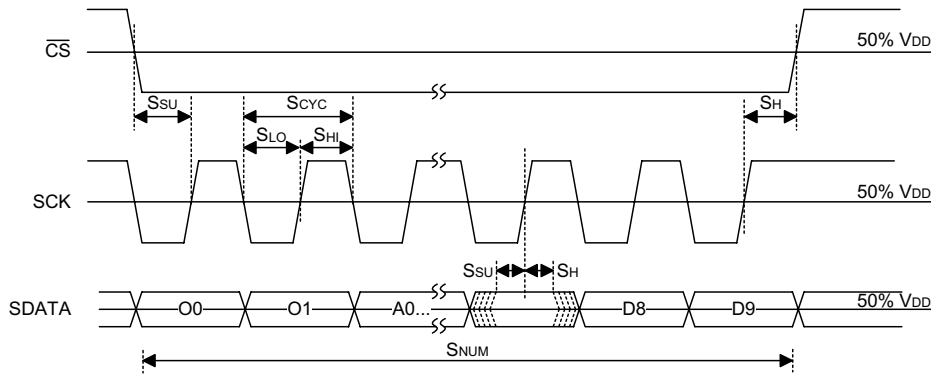 CS 50% VDD
SSU SCYC SH
SLO SHI
SCK 50% VDD
SSU SH
SDATA O0 O1 A0... D8 D9 50% VDD
SNUM